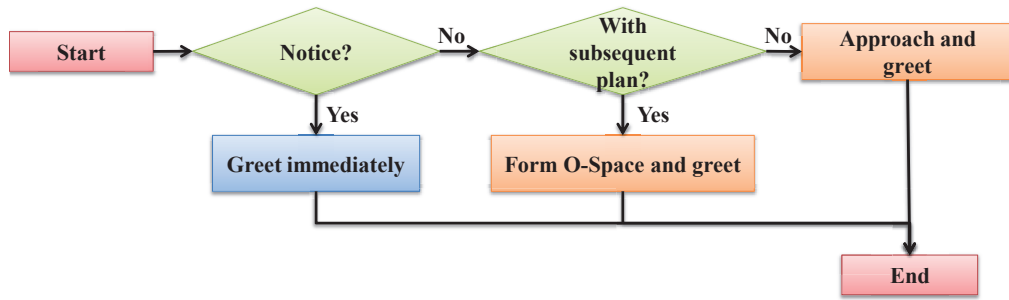 Start
Notice?
No
With
subsequent
plan?
No
Approach and
greet
Yes
Yes
Greet immediately
Form O-Space and greet
End